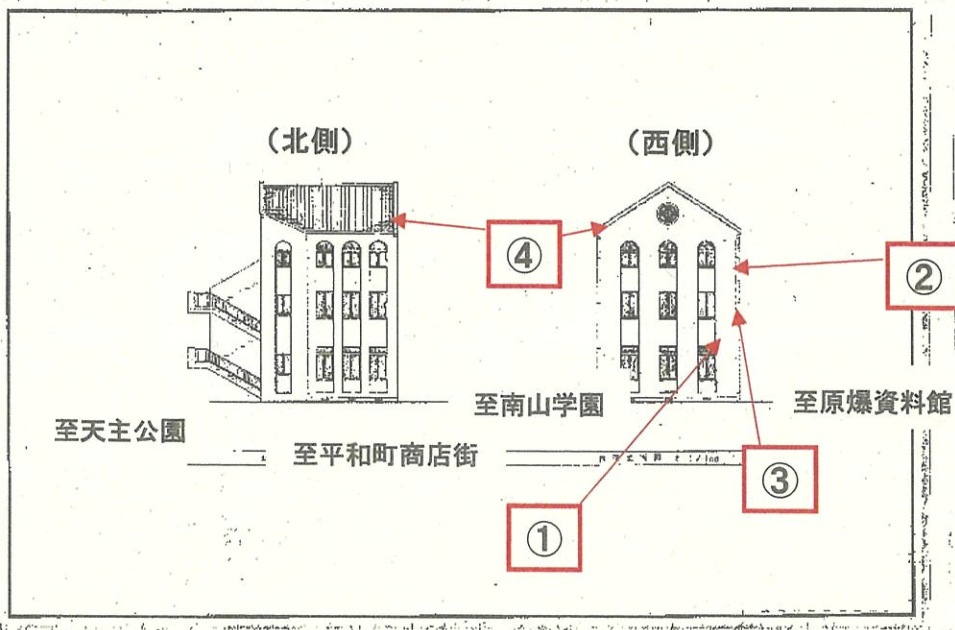 （北側）
（西側）
④
②
至天主公園
至平和町商店街
至南山学園
至原爆資料館
③
①